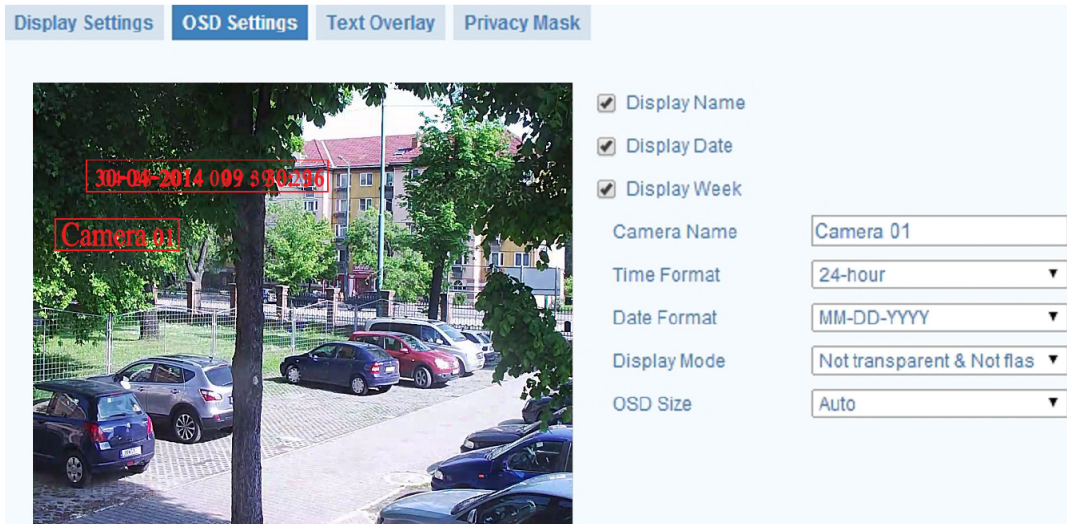 Display Settings OSD Settings Text Overlay Privacy Mask
Display Name
Display Date
Display Week
Camera Name Camera 01
Time Format 24-hour
Date Format MM-DD-YYYY
Display Mode Not transparent & Not flas
OSD Size Auto
Camera 01